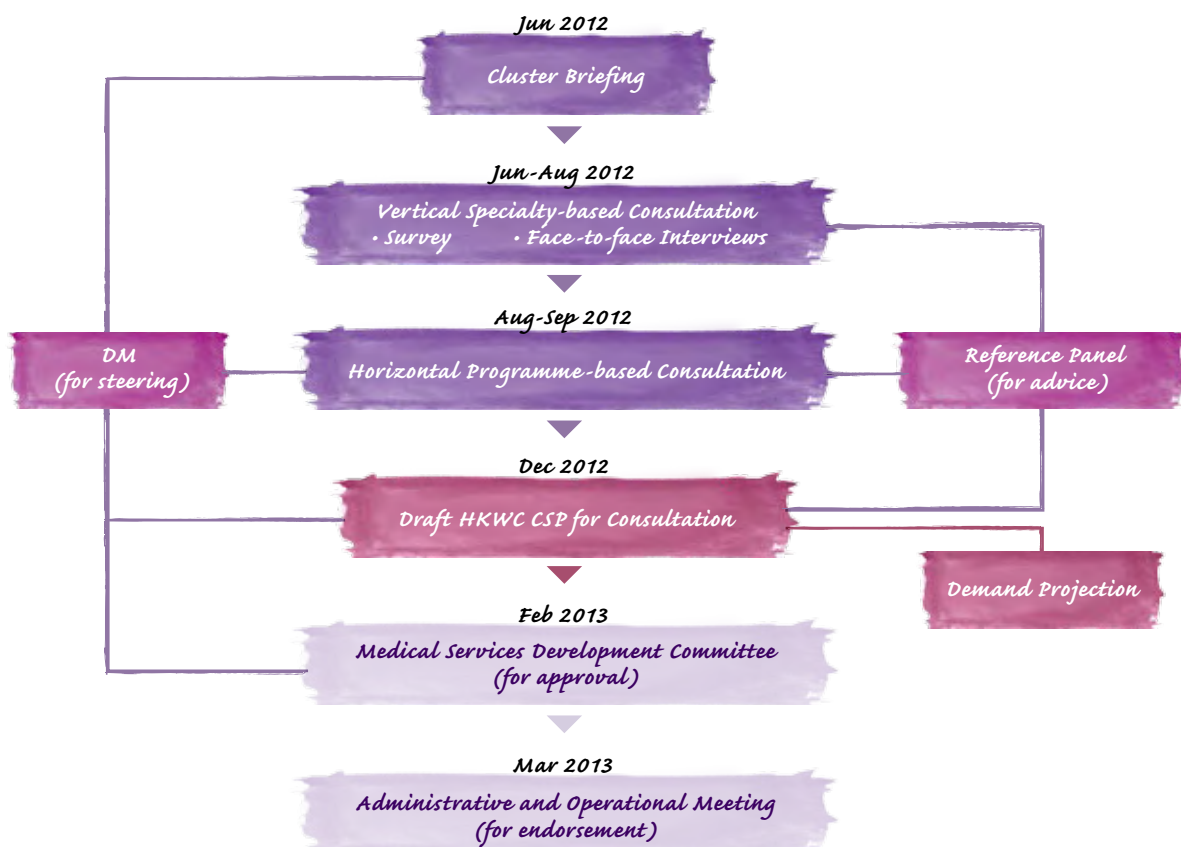 Jun 2012
Cluster Briefing
Jun-Aug 2012
Vertical Specialty-based Consultation
• Survey • Face-to-face Interviews
Aug-Sep 2012
DM
(for steering)
Horizontal Programme-based Consultation
Reference Panel
(for advice)
Dec 2012
Draft HKWC CSP for Consultation
Demand Projection
Feb 2013
Medical Services Development Committee
(for approval)
Mar 2013
Administrative and Operational Meeting
(for endorsement)